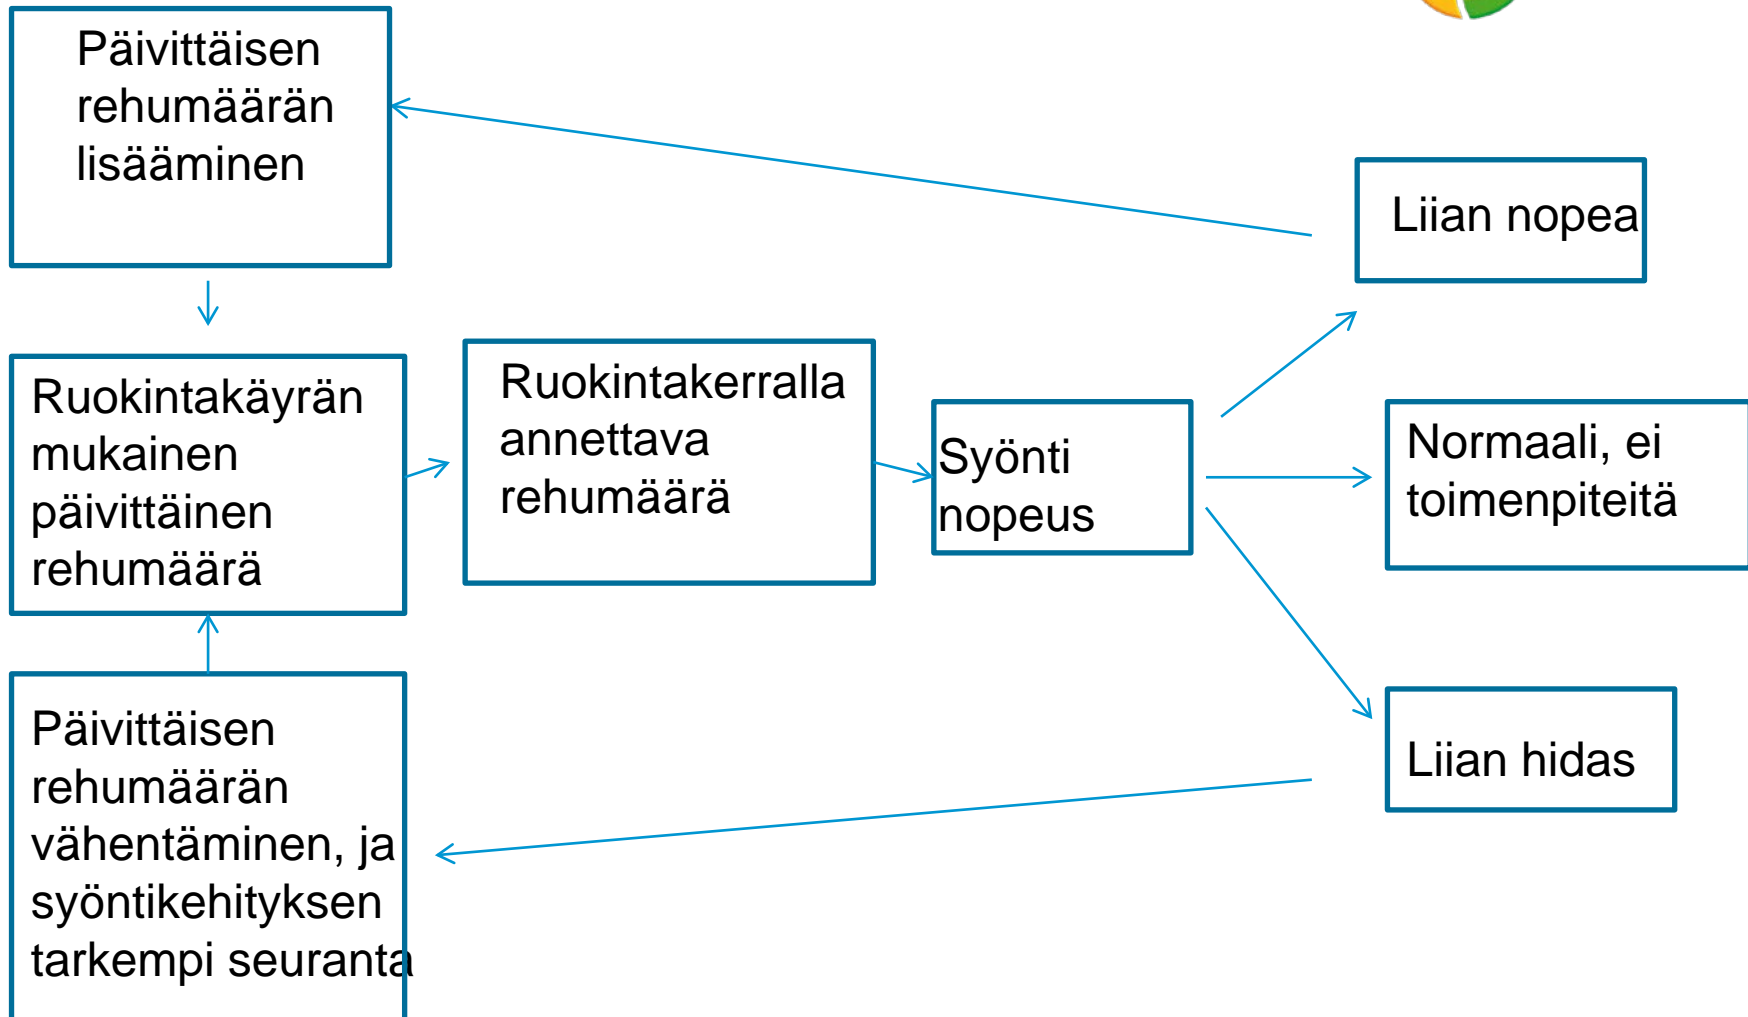 Päivittäisen
rehumäärän
lisääminen
Liian nopea
Ruokintakäyrän
mukainen
päivittäinen
rehumäärä
Ruokintakerralla
annettava
rehumäärä
Syönti
nopeus
Normaali, ei
toimenpiteitä
Päivittäisen
rehumäärän
vähentäminen, ja
syöntikehityksen
tarkempi seuranta
Liian hidas